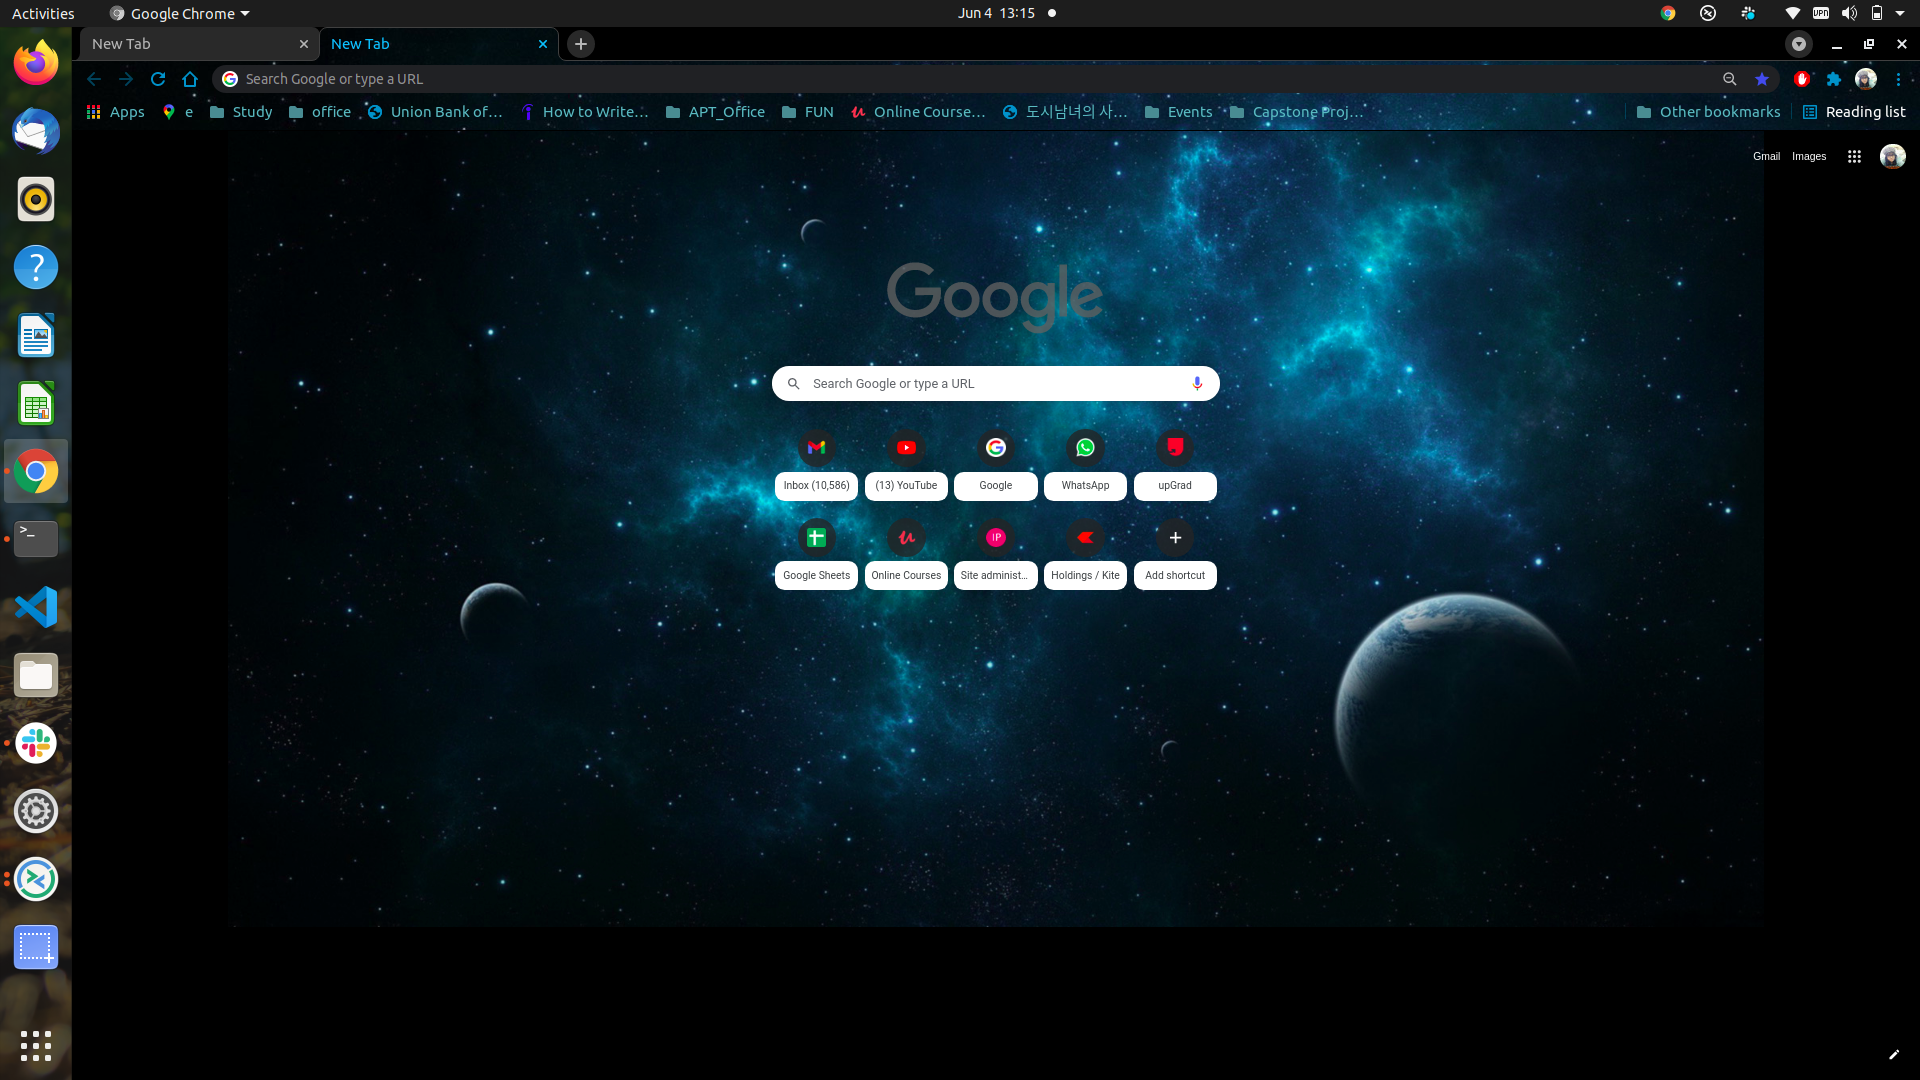 Activities
Google Chrome
Jun 4 13:15
VPN
New Tab
New Tab
Search Google or type a URL
Apps
e
Study
office
Union Bank of...
How to Write...
APT_Office
FUN
Online Course...
도시남녀의 사...
Events
Capstone Proj...
Other bookmarks
Reading list
Gmail
Images
Google
Search Google or type a URL
Inbox (10,586)
(13) YouTube
Google
WhatsApp
upGrad
Google Sheets
Online Courses
Site administ...
Holdings / Kite
Add shortcut